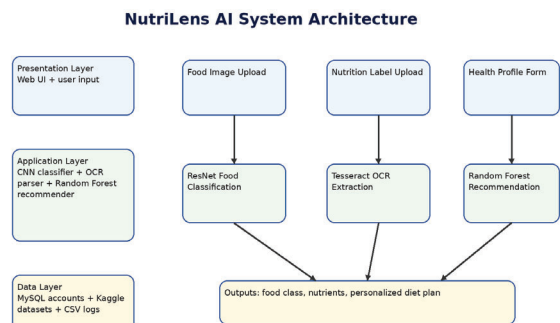 NutriLens AI System Architecture
Presentation Layer
Web UI + user input
Food Image Upload
Nutrition Label Upload
Health Profile Form
Application Layer
CNN classifier + OCR
parser + Random Forest
recommender
ResNet Food
Classification
Tesseract OCR
Extraction
Random Forest
Recommendation
Data Layer
MySQL accounts + Kaggle
datasets + CSV logs
Outputs: food class, nutrients, personalized diet plan